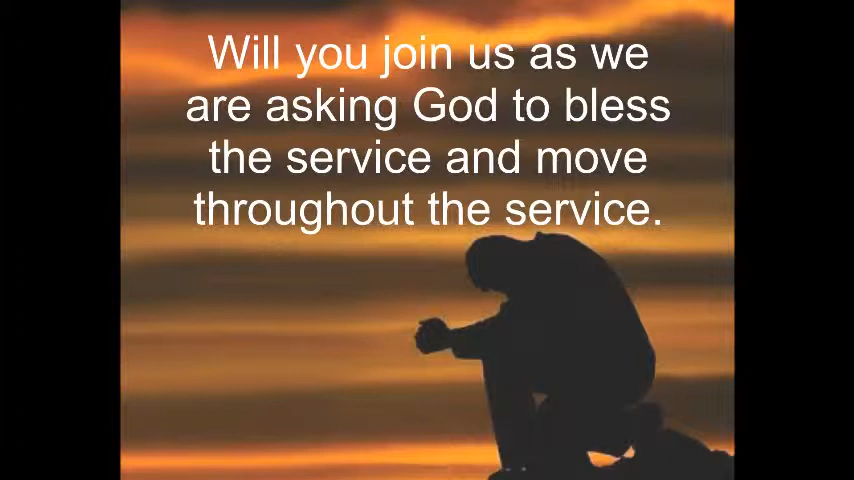 Will you join us as we
are asking God to bless
the service and move
throughout the service.